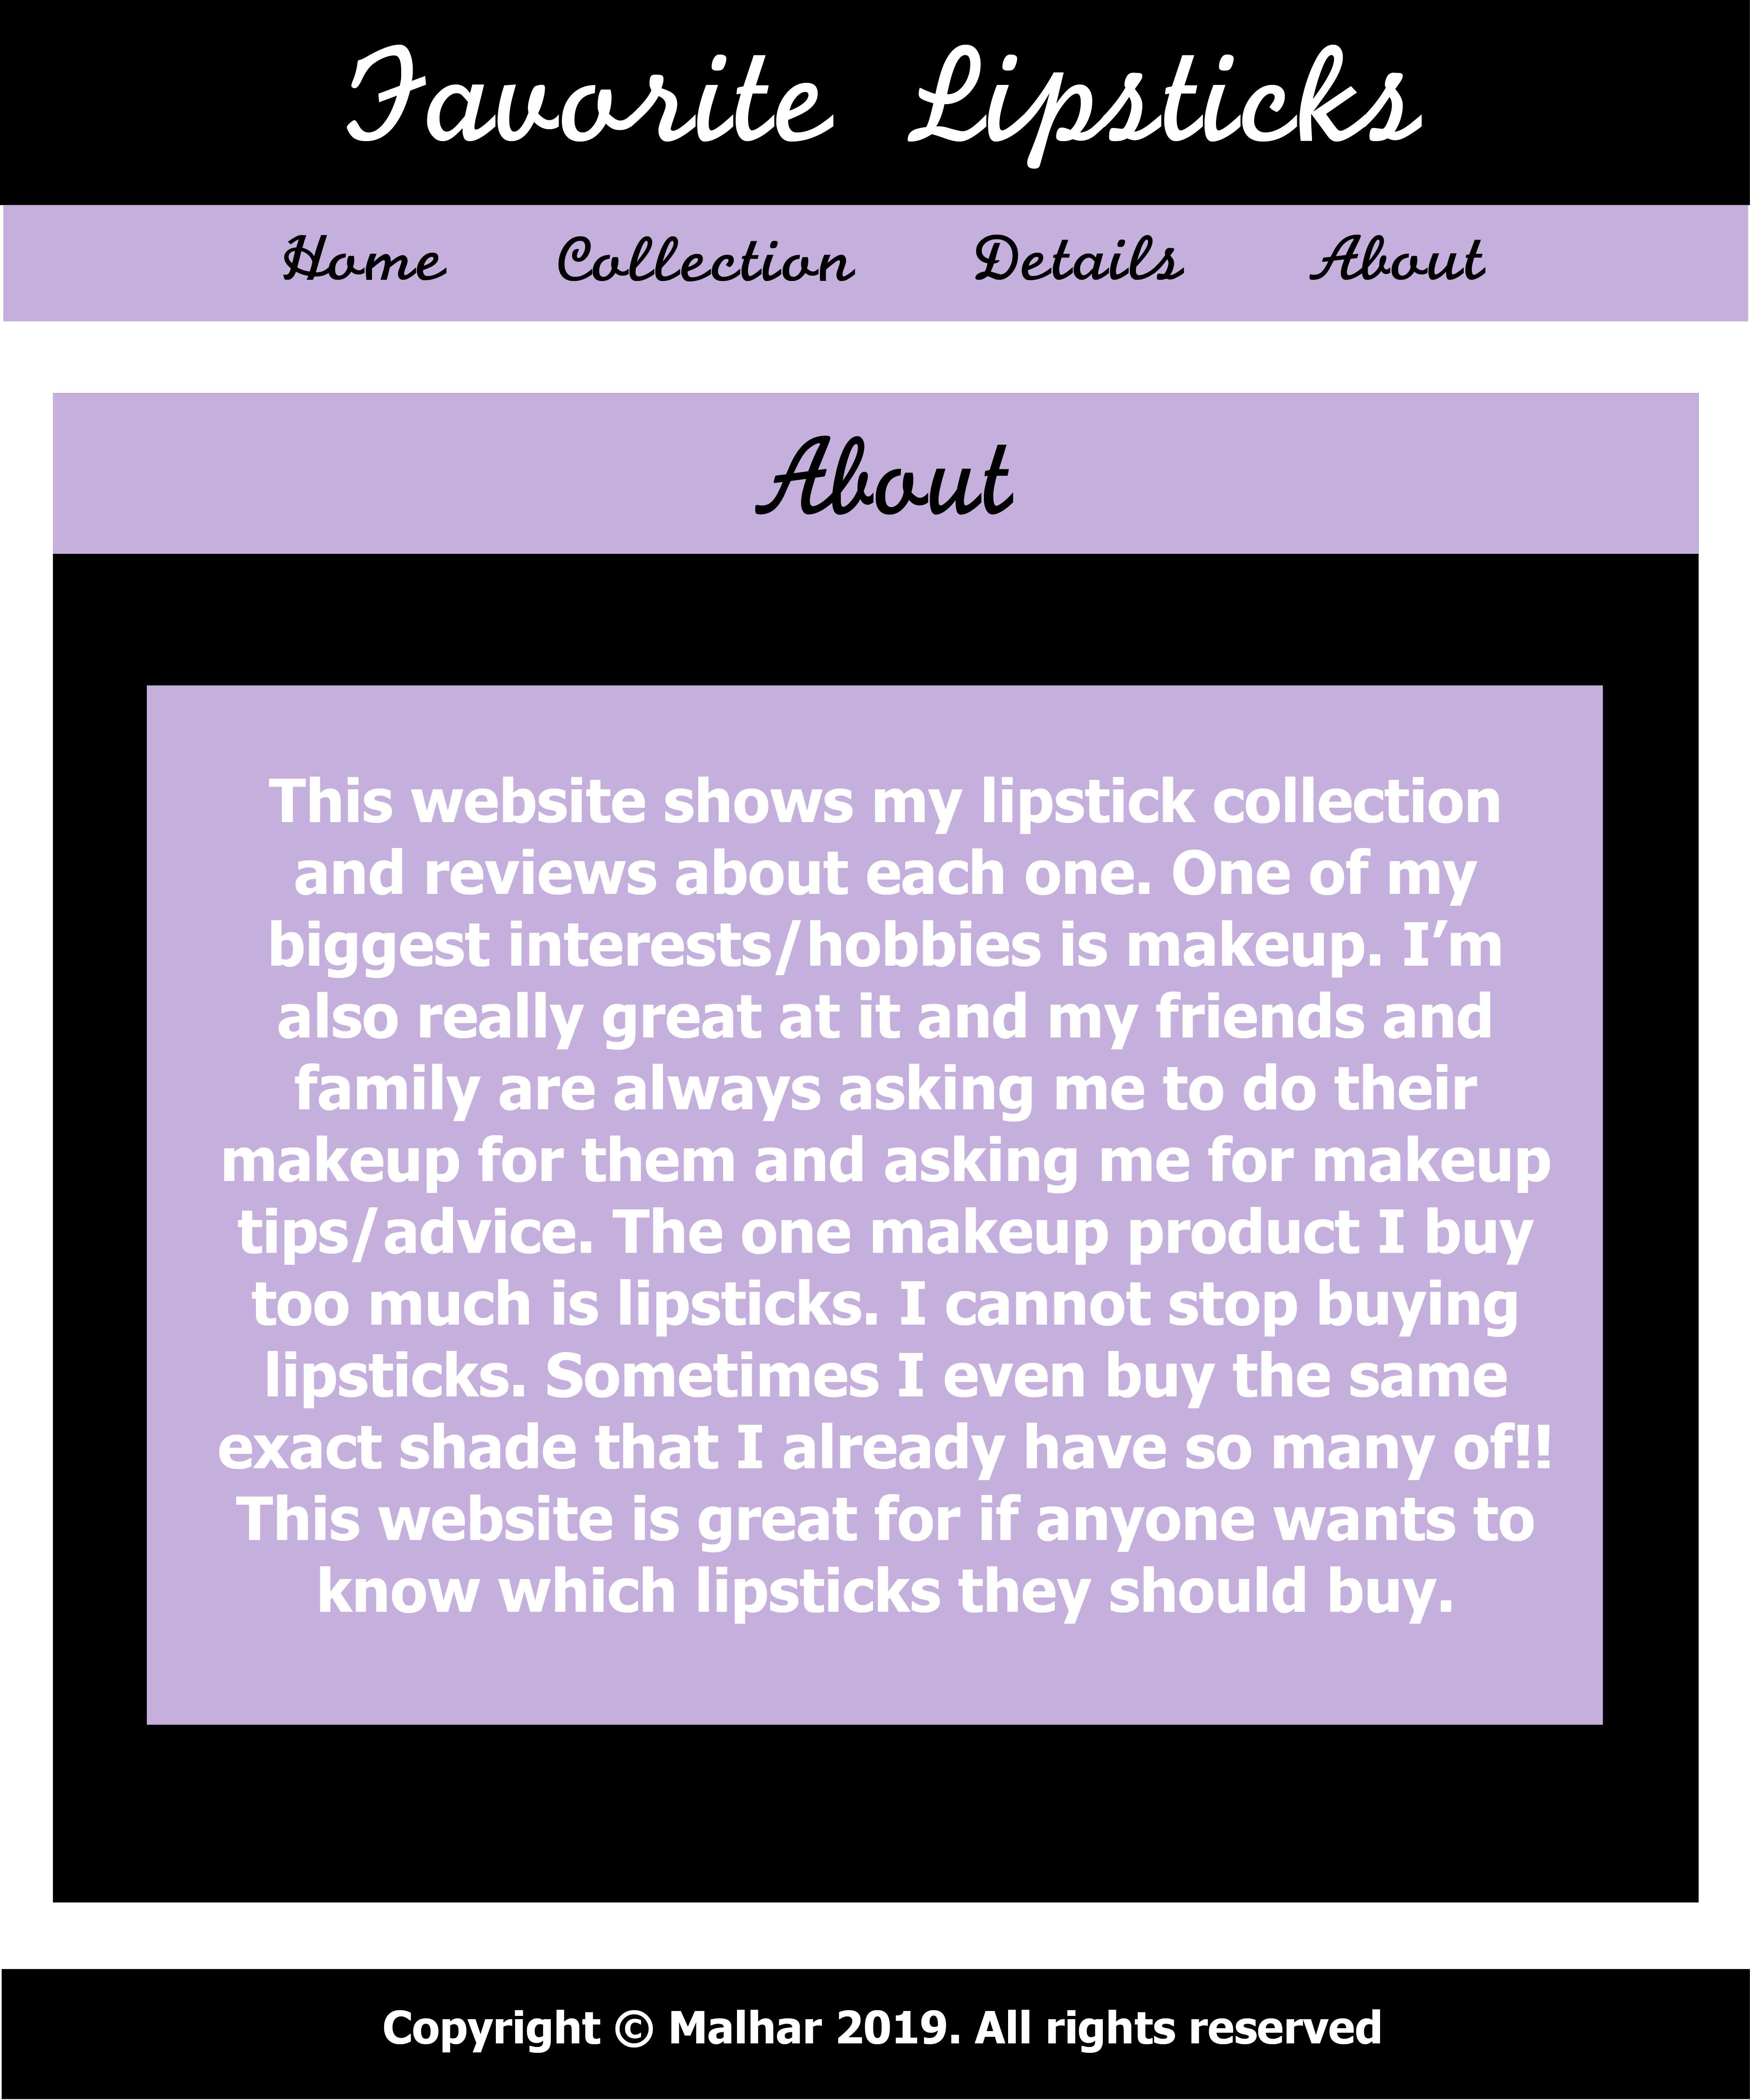 Favorite Lipsticks
Home Collection Details About
About
This website shows my lipstick collection
and reviews about each one. One of my
biggest interests/hobbies is makeup. I’m
also really great at it and my friends and
family are always asking me to do their
makeup for them and asking me for makeup
tips/advice. The one makeup product I buy
too much is lipsticks. I cannot stop buying
lipsticks. Sometimes I even buy the same
exact shade that I already have so many of!!
This website is great for if anyone wants to
know which lipsticks they should buy.
Copyright © Malhar 2019. All rights reserved